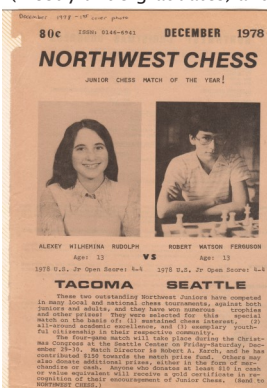 December 1978 - 1st cover photo
80¢ ISSN: 0146-6941 DECEMBER 1978
NORTHWEST CHESS
JUNIOR CHESS MATCH OF THE YEAR!
ALEXEY WILHEMINA RUDOLPH ROBERT WATSON FERGUSON
Age: 13 VS Age: 13
1978 U.S. Jr Open Score: 4-4 1978 U.S. Jr Open Score: 4-4
TACOMA SEATTLE
These two outstanding Northwest Juniors have competed
in many local and national chess tournaments, against both
juniors and adults, and they have won numerous trophies
and other prizes! They were selected for this special
match on the basis of: (1) sustained chess interest, (2)
all-around academic excellence, and (3) exemplary youth-
ful citizenship in their respective community.
The four-game match will take place during the Christ-
mas Congress at the Seattle Center on Friday-Saturday, Dec-
ember 29-30. Match Director is Robert A. Karch, and he has
contributed $150 towards the match prize fund. Others may
also donate additional prizes, either in the form of mer-
chandise or cash. Anyone who donates at least $10 in cash
or value equivalent will receive a gold certificate in re-
cognition of their encouragement of Junior Chess. (Send to
NORTHWEST CHESS.)